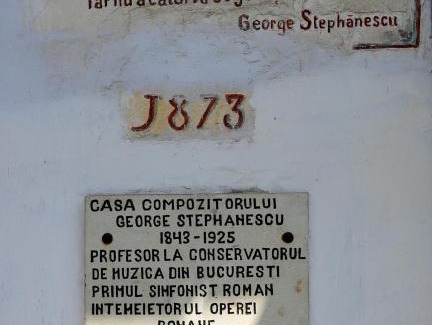 George Stephănescu
J873
CASA COMPOZITORULUI
GEORGE STEPHANESCU
1843-1925
PROFESOR LA CONSERVATORUL
DE MUZICA DIN BUCURESTI
PRIMUL SIMFONIST ROMAN
INTEMEIETORUL OPEREI
ROMANE